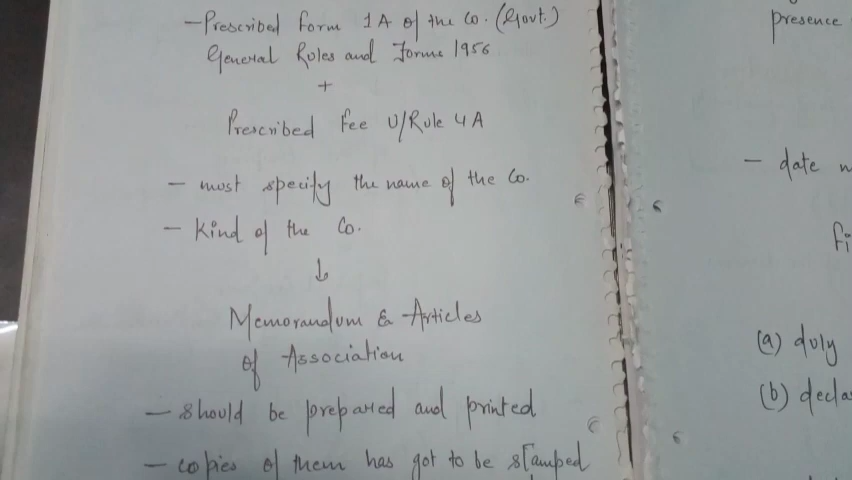 - Prescribed form 1A of the Co. (Govt.)
General Rules and Forms 1956
+
Prescribed fee U/Rule 4A
- must specify the name of the Co.
- Kind of the Co.
↓
Memorandum & Articles
of Association
- should be prepared and printed
- copies of them has got to be stamped
presence
- date
(a) duly
(b) decla